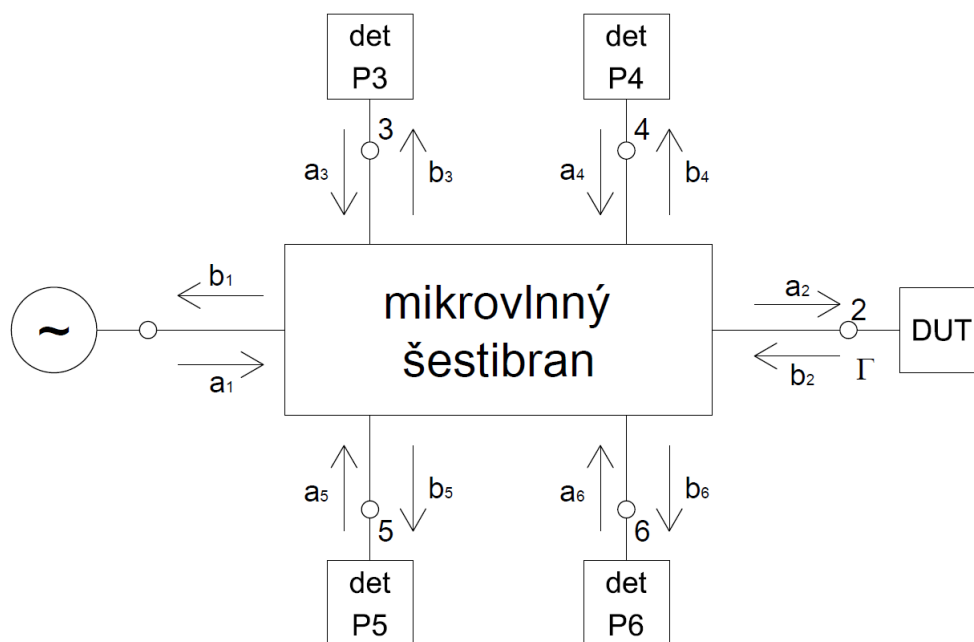 det
P3
det
P4
3
4
a₃
b₃
a₄
b₄
b₁
a₁
~
mikrovlnný
šestibran
a₂
2
b₂
Γ
DUT
a₅
b₅
a₆
b₆
5
6
det
P5
det
P6